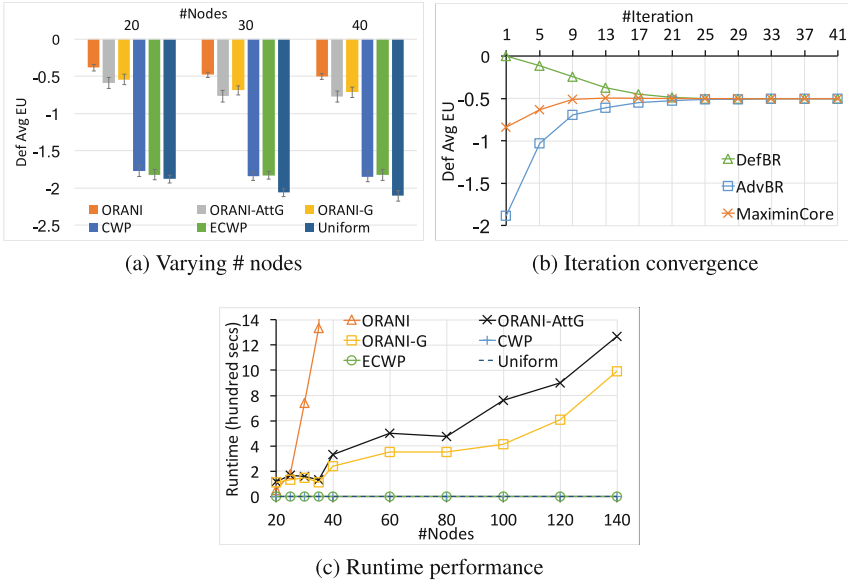 #Nodes
20 30 40
0
-0.5
-1
-1.5
-2
-2.5
Def Avg EU
ORANI ORANI-AttG ORANI-G
CWP ECWP Uniform
(a) Varying # nodes
#Iteration
1 5 9 13 17 21 25 29 33 37 41
0
-0.5
-1
-1.5
-2
Def Avg EU
DefBR
AdvBR
MaximinCore
(b) Iteration convergence
14
12
10
8
6
4
2
0
Runtime (hundred secs)
ORANI ORANI-AttG
ORANI-G CWP
ECWP Uniform
20 40 60 80 100 120 140
#Nodes
(c) Runtime performance